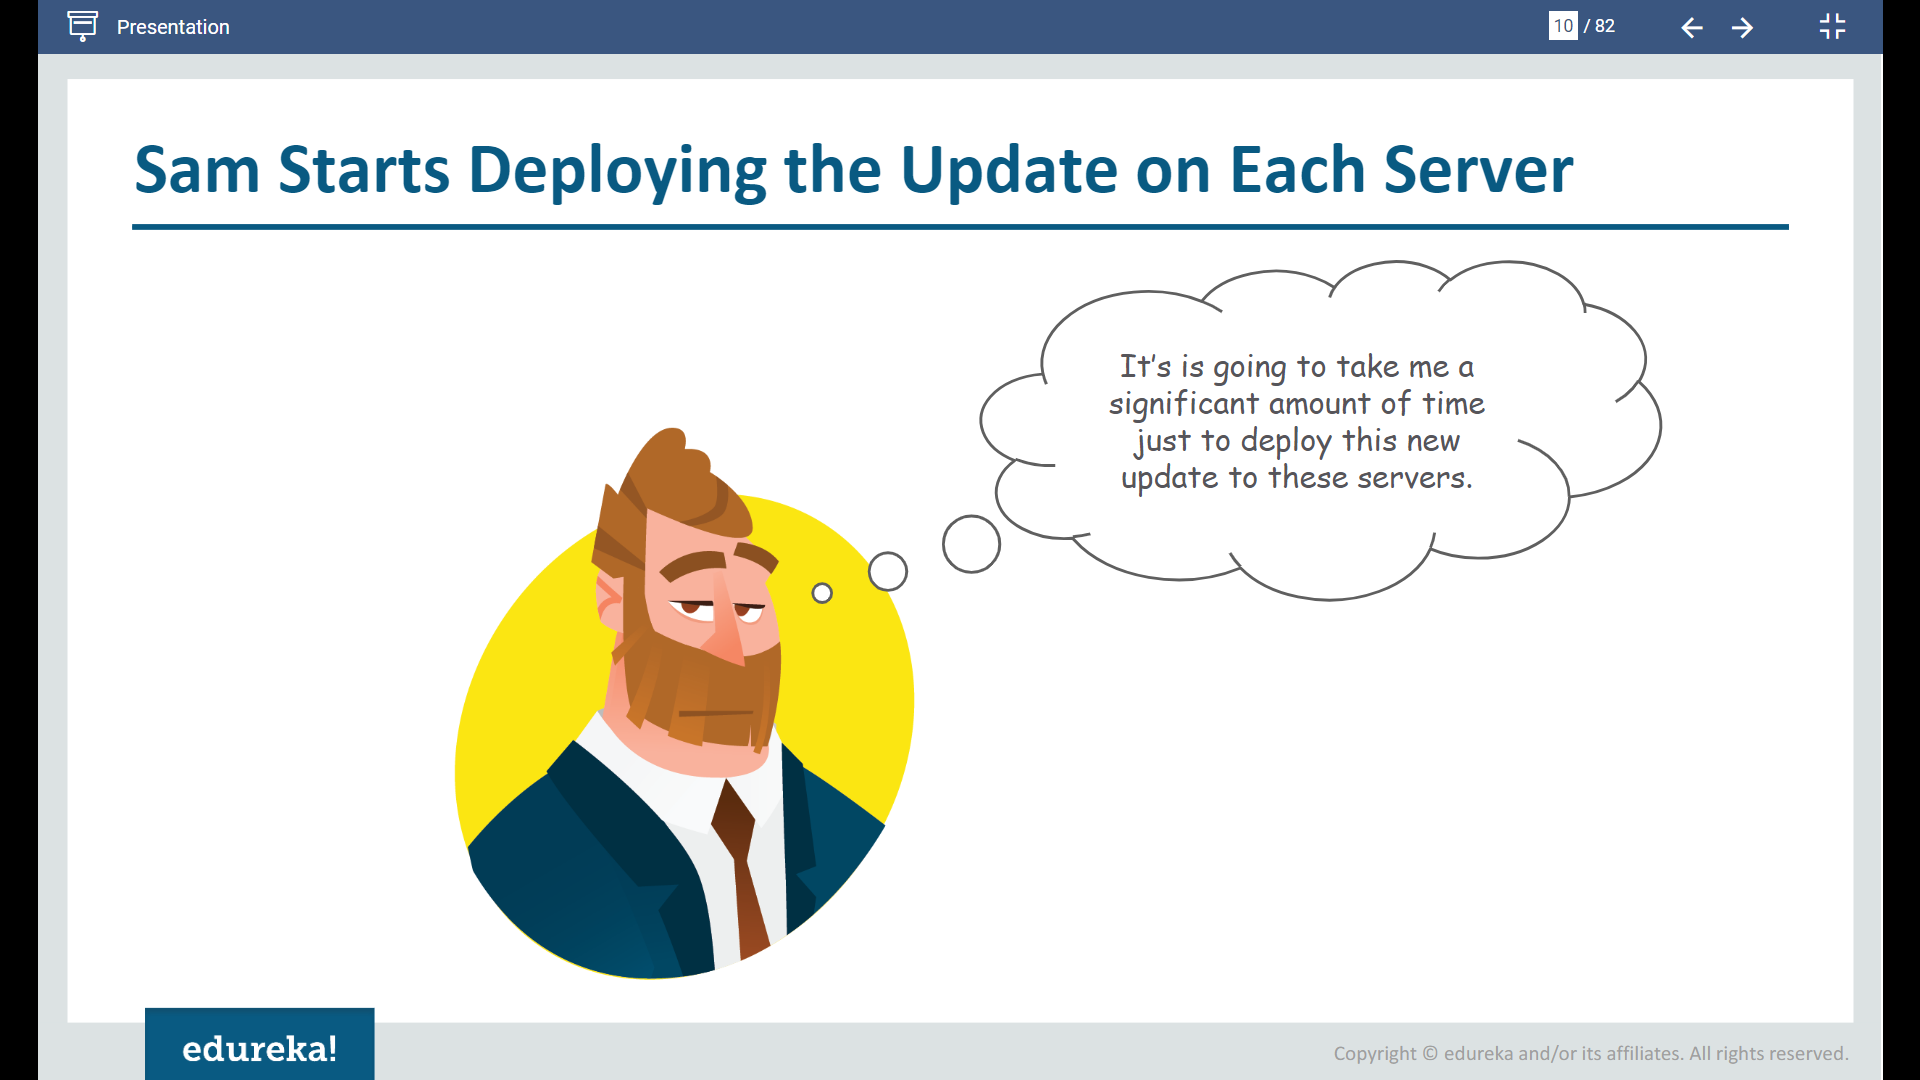 Presentation
10 / 82
Sam Starts Deploying the Update on Each Server
It's is going to take me a
significant amount of time
just to deploy this new
update to these servers.
edureka!
Copyright © edureka and/or its affiliates. All rights reserved.